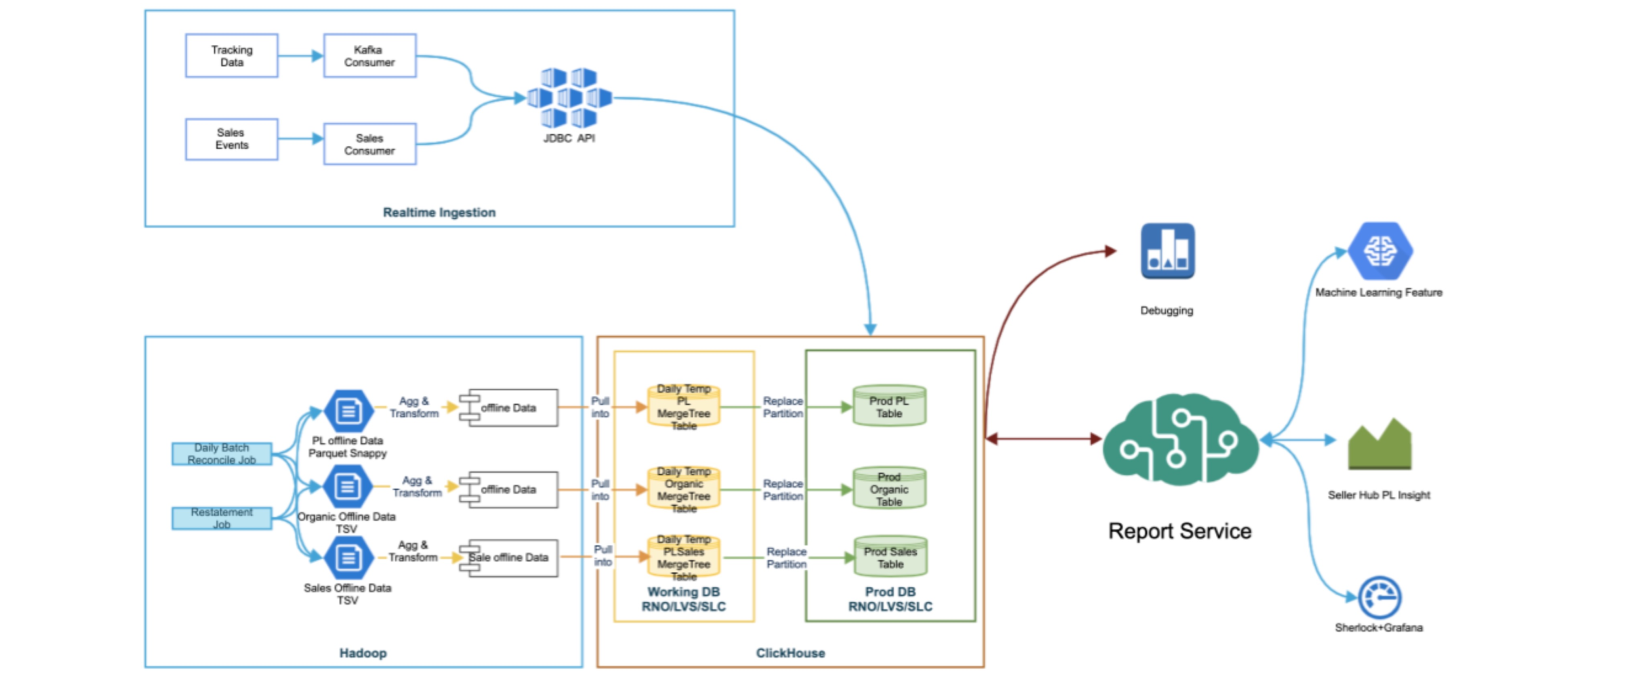 Tracking
Data
Kafka
Consumer
Sales
Events
Sales
Consumer
JDBC API
Realtime Ingestion
Debugging
Machine Learning Feature
Daily Batch
Reconcile Job
Restatement
Job
PL offline Data
Parquet Snappy
Agg &
Transform
offline Data
Pull
into
Daily Temp
PL
MergeTree
Table
Replace
Partition
Prod PL
Table
Organic Offline Data
TSV
Agg &
Transform
offline Data
Pull
into
Daily Temp
Organic
MergeTree
Table
Replace
Partition
Prod
Organic
Table
Sales Offline Data
TSV
Agg &
Transform
Sale offline Data
Pull
into
Daily Temp
PLSales
MergeTree
Table
Replace
Partition
Prod Sales
Table
Working DB
RNO/LVS/SLC
Prod DB
RNO/LVS/SLC
Hadoop
ClickHouse
Report Service
Seller Hub PL Insight
Sherlock+Grafana